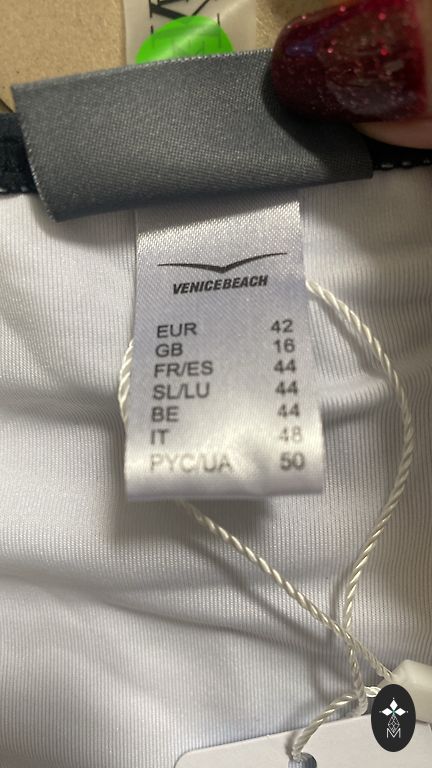 VENICEBEACH
EUR 42
GB 16
FR/ES 44
SL/LU 44
BE 44
IT 48
PYC/UA 50